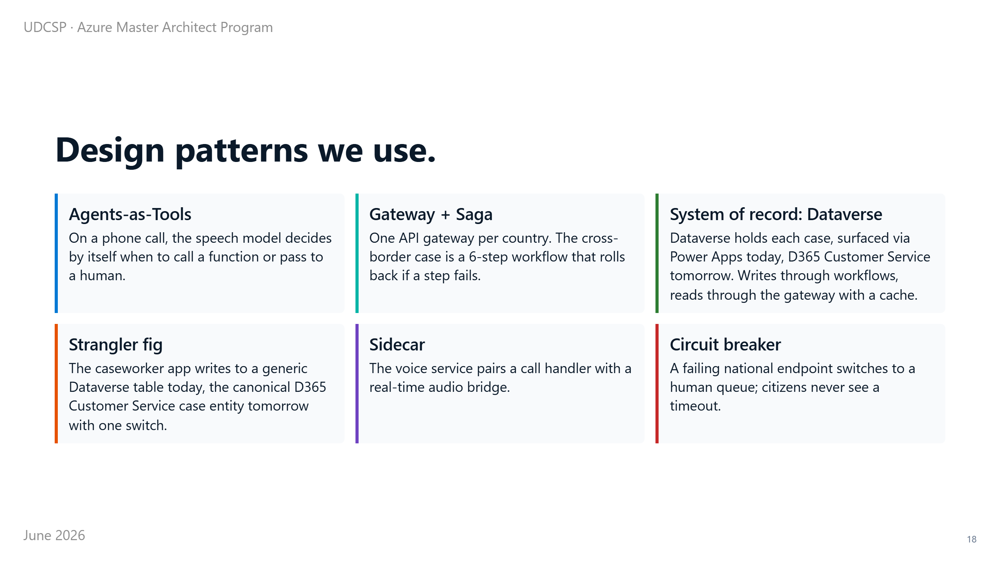 UDCSP · Azure Master Architect Program
Design patterns we use.
Agents-as-Tools
On a phone call, the speech model decides
by itself when to call a function or pass to
a human.
Gateway + Saga
One API gateway per country. The cross-
border case is a 6-step workflow that rolls
back if a step fails.
System of record: Dataverse
Dataverse holds each case, surfaced via
Power Apps today, D365 Customer Service
tomorrow. Writes through workflows,
reads through the gateway with a cache.
Strangler fig
The caseworker app writes to a generic
Dataverse table today, the canonical D365
Customer Service case entity tomorrow
with one switch.
Sidecar
The voice service pairs a call handler with a
real-time audio bridge.
Circuit breaker
A failing national endpoint switches to a
human queue; citizens never see a
timeout.
June 2026
18